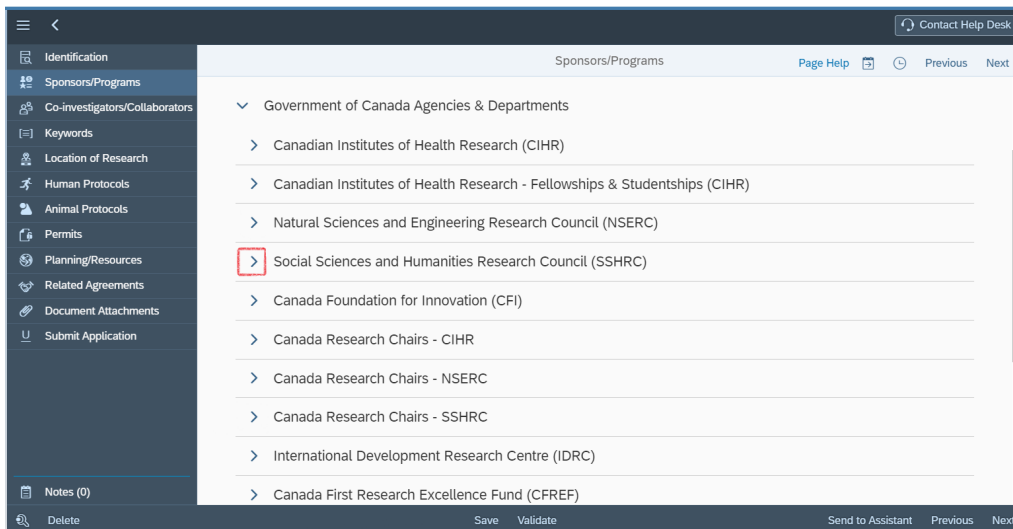 Contact Help Desk
Identification
Sponsors/Programs
Co-investigators/Collaborators
Keywords
Location of Research
Human Protocols
Animal Protocols
Permits
Planning/Resources
Related Agreements
Document Attachments
Submit Application
Notes (0)
Sponsors/Programs
Page Help Previous Next
Government of Canada Agencies & Departments
Canadian Institutes of Health Research (CIHR)
Canadian Institutes of Health Research - Fellowships & Studentships (CIHR)
Natural Sciences and Engineering Research Council (NSERC)
Social Sciences and Humanities Research Council (SSHRC)
Canada Foundation for Innovation (CFI)
Canada Research Chairs - CIHR
Canada Research Chairs - NSERC
Canada Research Chairs - SSHRC
International Development Research Centre (IDRC)
Canada First Research Excellence Fund (CFREF)
Delete Save Validate Send to Assistant Previous Next